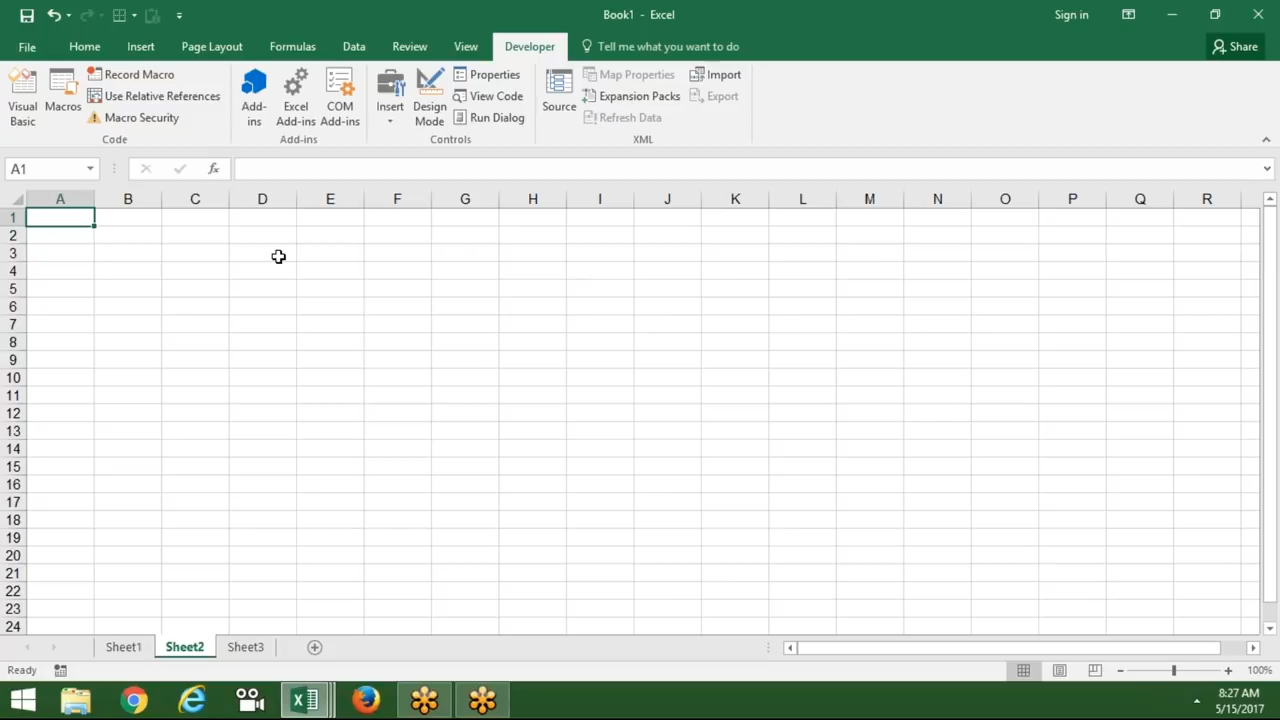 Book1 - Excel
Sign in
File Home Insert Page Layout Formulas Data Review View Developer Tell me what you want to do Share
Visual Basic
Macros
Record Macro
Use Relative References
Macro Security
Code
Add-ins
Excel Add-ins
COM Add-ins
Add-ins
Insert
Design Mode
Properties
View Code
Run Dialog
Controls
Source
Map Properties
Expansion Packs
Refresh Data
Import
Export
XML
A1 fx
A B C D E F G H I J K L M N O P Q R
1
2
3
4
5
6
7
8
9
10
11
12
13
14
15
16
17
18
19
20
21
22
23
24
Sheet1 Sheet2 Sheet3
Ready 100%
8:27 AM
5/15/2017